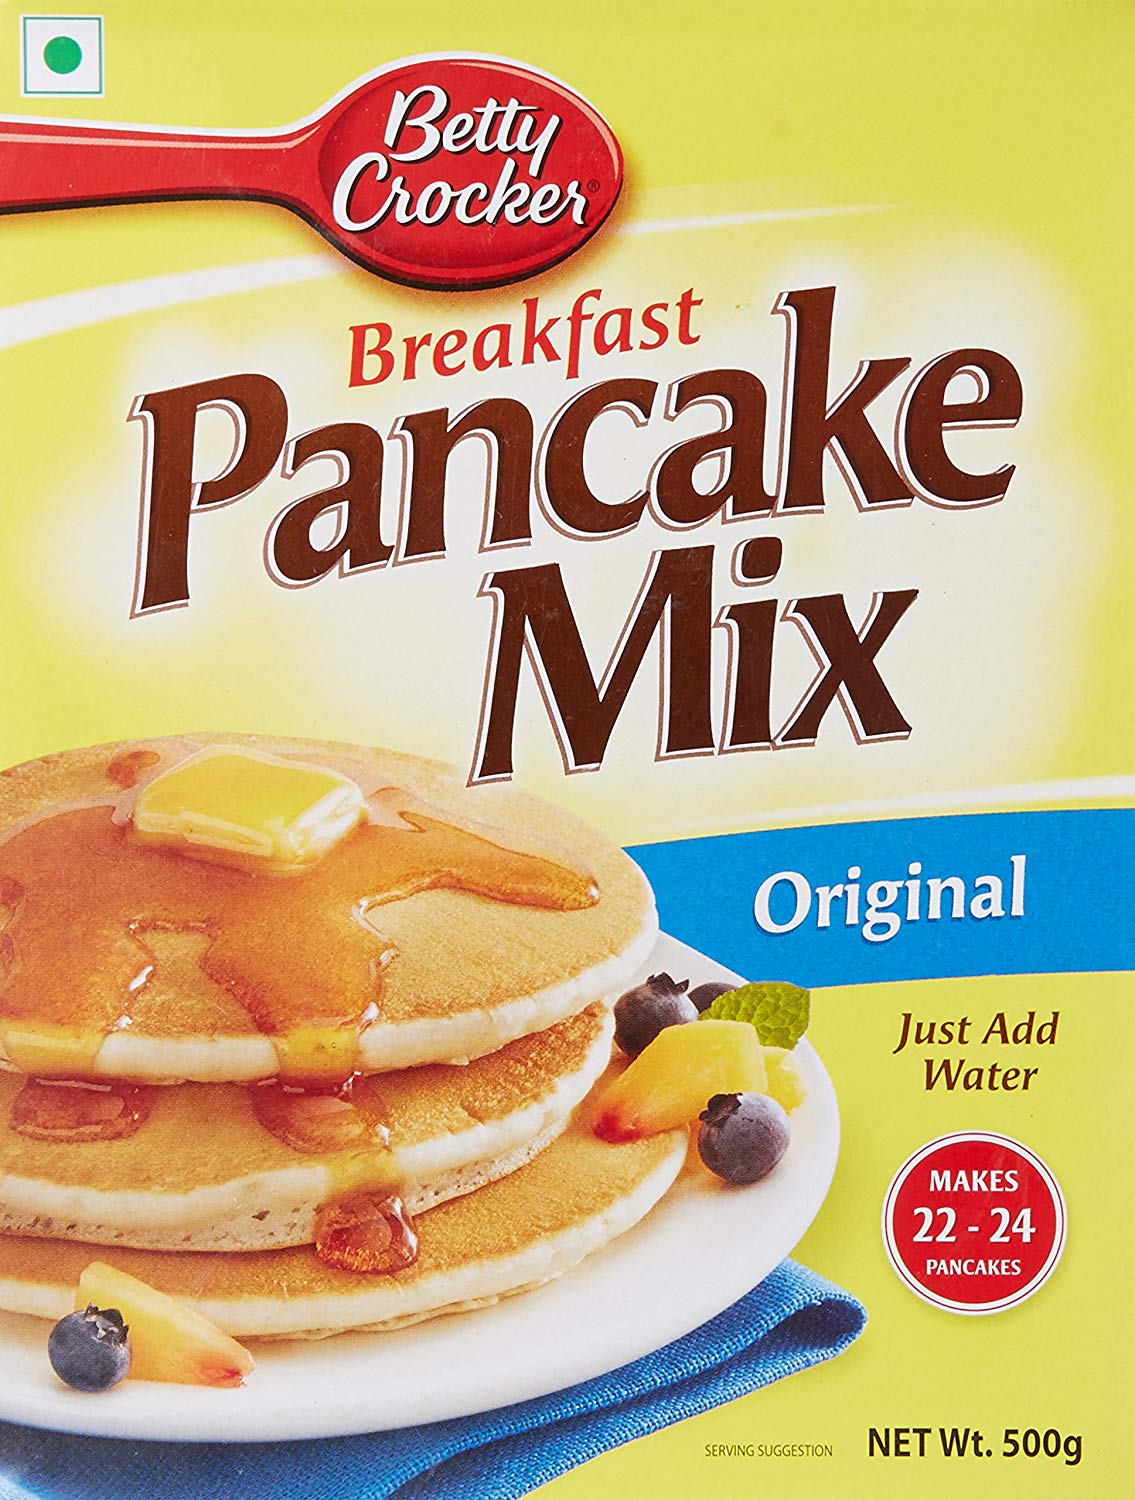 Betty
Crocker®
Breakfast
Pancake
Mix
Original
Just Add
Water
MAKES
22 - 24
PANCAKES
SERVING SUGGESTION
NET Wt. 500g